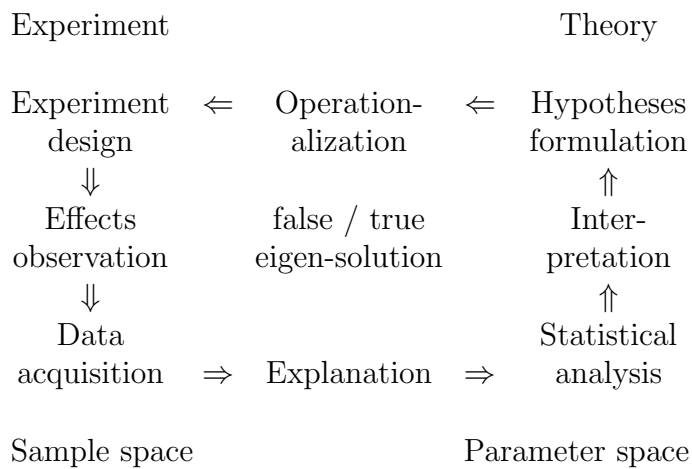 Experiment Theory
Experiment ⇐ Operation- ⇐ Hypotheses
design alization formulation
⇓ ⇑
Effects false / true Inter-
observation eigen-solution pretation
⇓ ⇑
Data Statistical
acquisition ⇒ Explanation ⇒ analysis
Sample space Parameter space